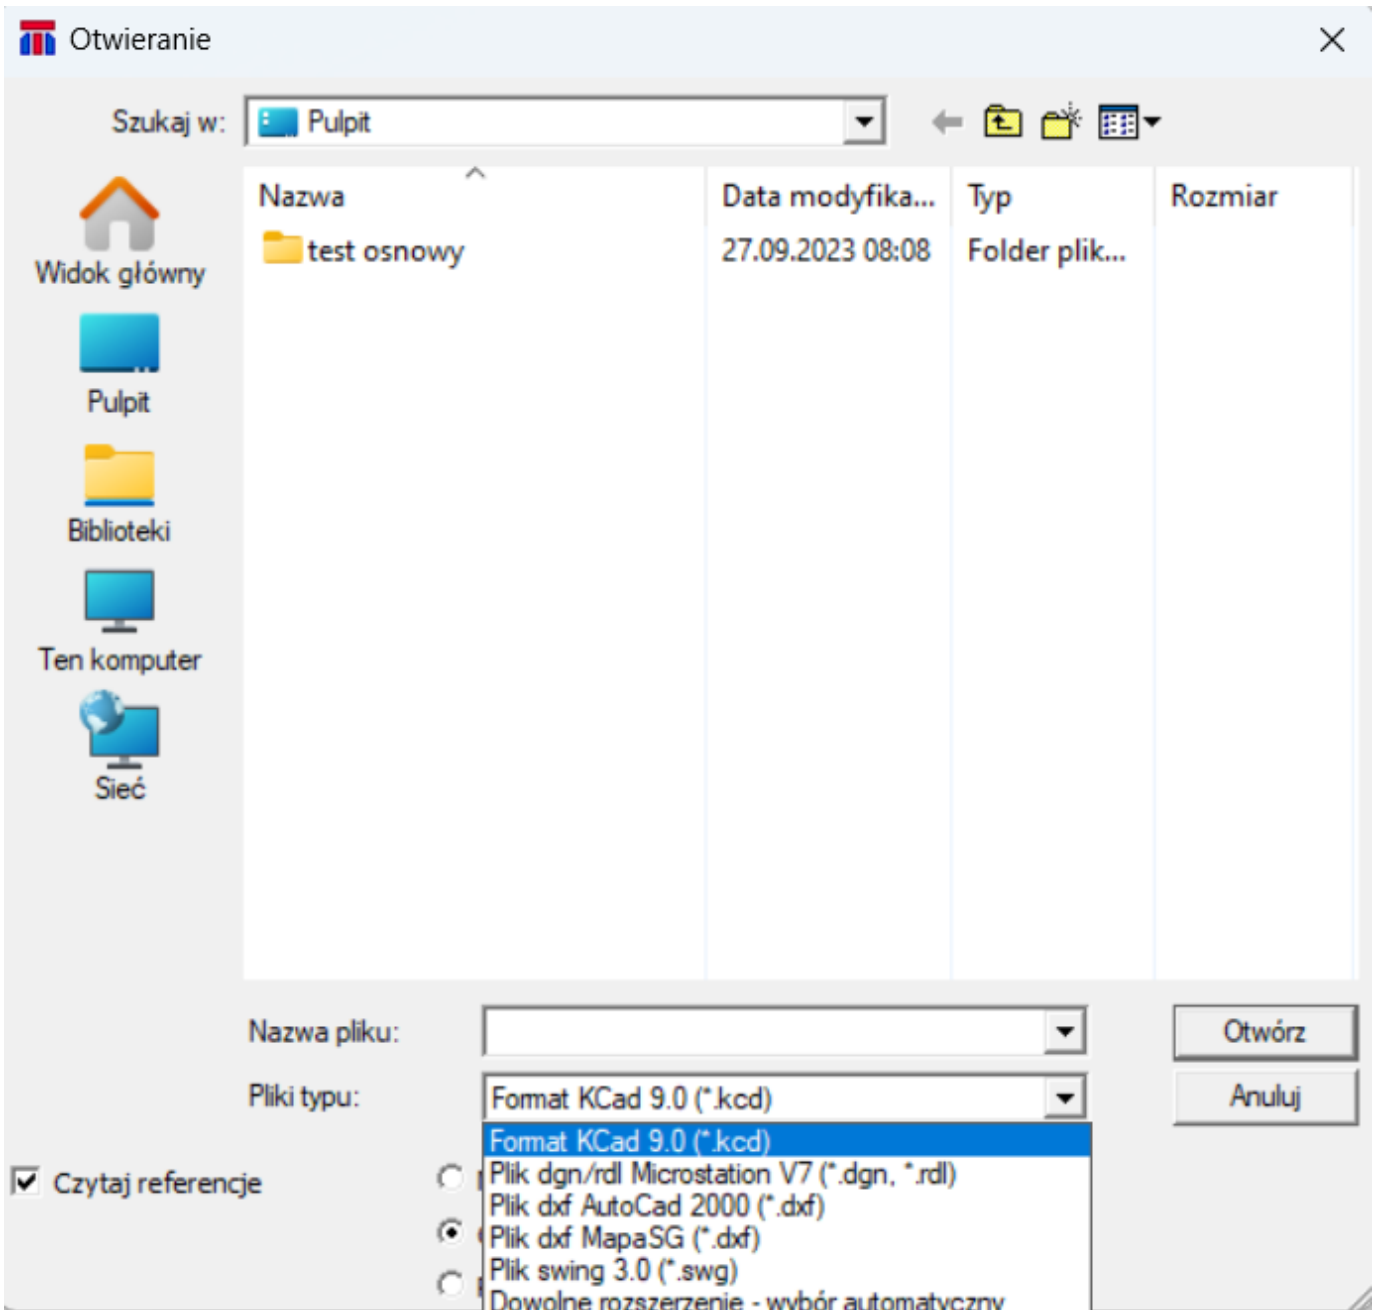 Otwieranie
Szukaj w: Pulpit
Nazwa Data modyfika... Typ Rozmiar
test osnowy 27.09.2023 08:08 Folder plik...
Widok główny
Pulpit
Biblioteki
Ten komputer
Sieć
Nazwa pliku: Otwórz
Pliki typu: Format KCad 9.0 (*.kcd) Anuluj
Format KCad 9.0 (*.kcd)
Plik dgn/rdl Microstation V7 (*.dgn, *.rdl)
Czytaj referencje
Plik dxf AutoCad 2000 (*.dxf)
Plik dxf MapaSG (*.dxf)
Plik swing 3.0 (*.swg)
Dowolne rozszerzenie - wybór automatyczny